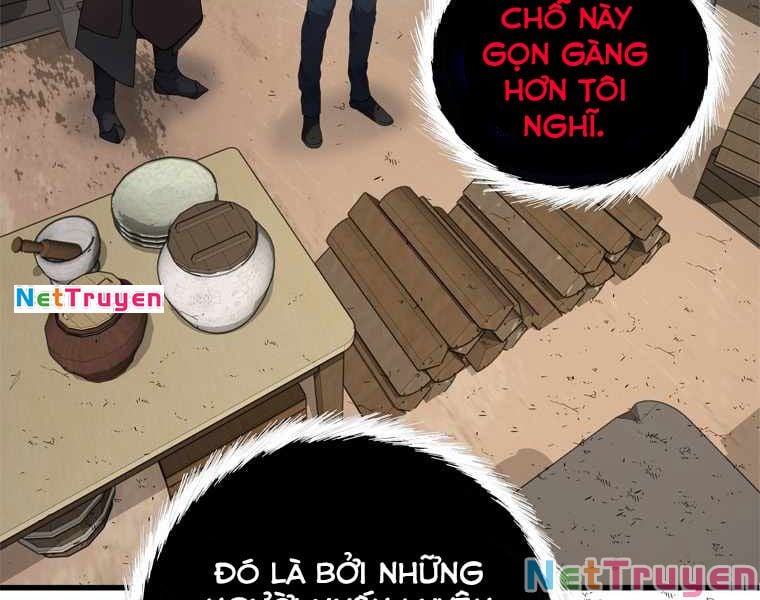 CHỖ NÀY
GỌN GÀNG
HƠN TÔI
NGHĨ.
NETTRUYEN
ĐÓ LÀ BỞI NHỮNG
NETTRUYEN